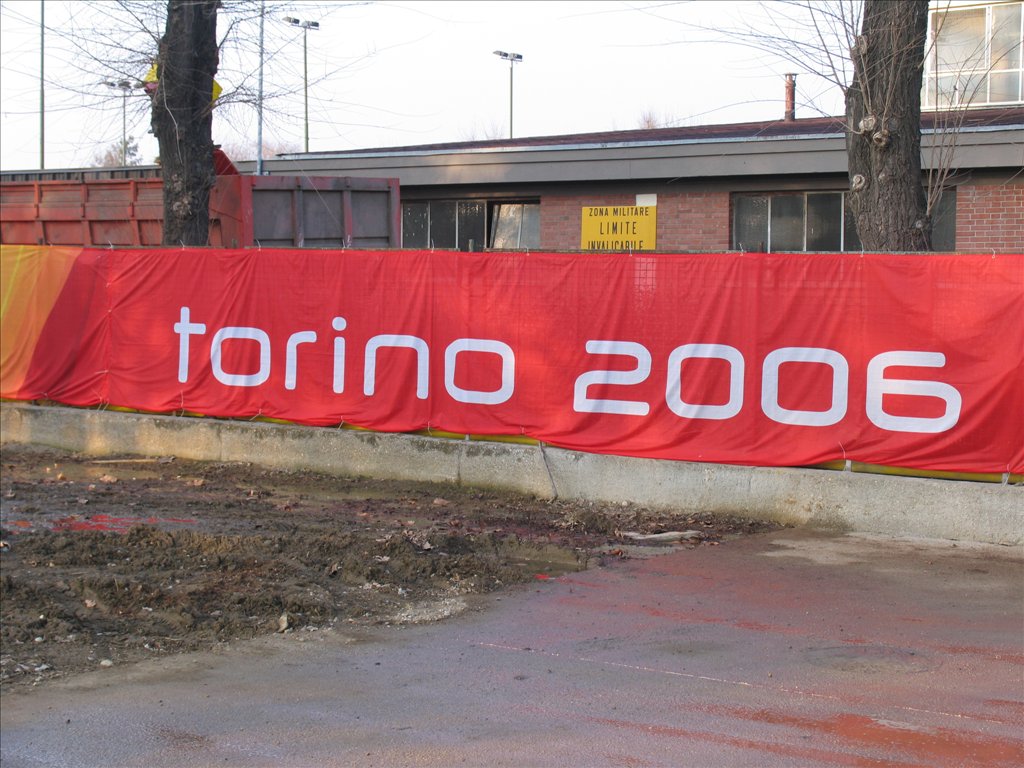 ZONA MILITARE
LIMITE
INVALICABILE
torino 2006